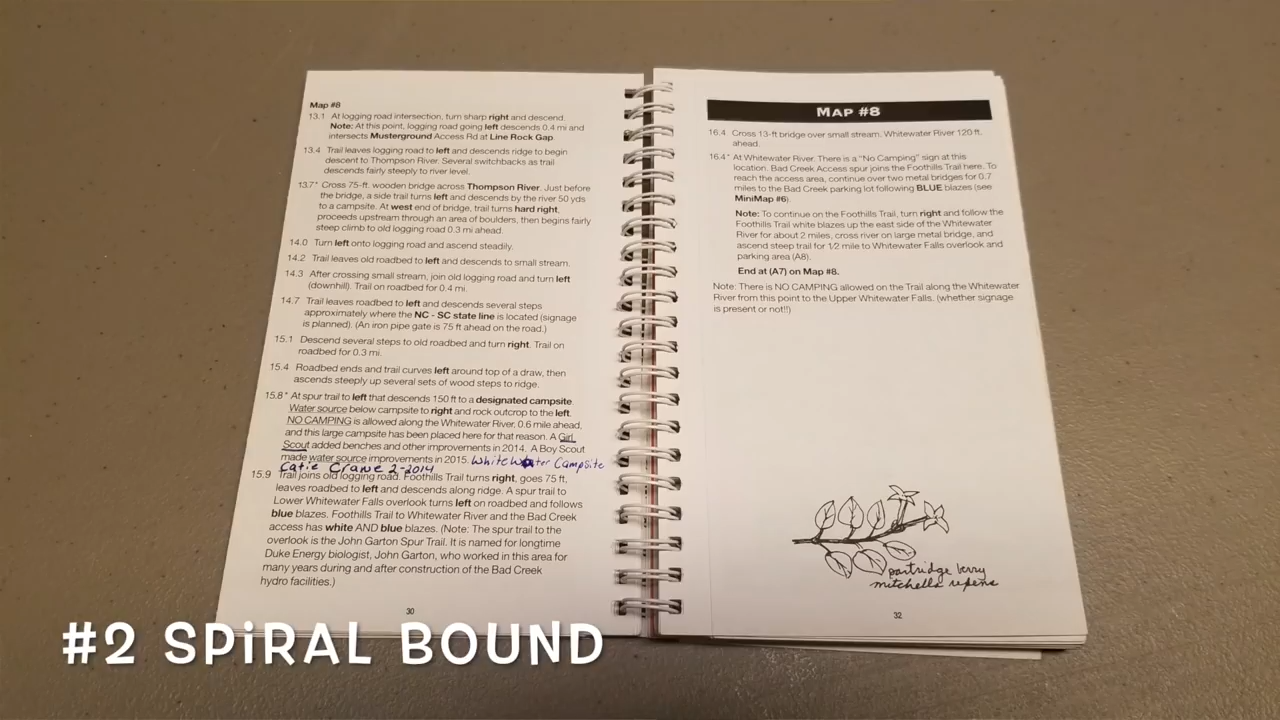 Map #8
13.1 At logging road intersection, turn sharp right and descend.
Note: At this point, logging road going left descends 0.4 mi and
intersects Musterground Access Rd at Line Rock Gap.
13.4 Trail leaves logging road to left and descends ridge to begin
descent to Thompson River. Several switchbacks as trail
descends fairly steeply to river level.
13.7* Cross 75-ft. wooden bridge across Thompson River. Just before
the bridge, a side trail turns left and descends by the river 50 yds
to a campsite. At west end of bridge, trail turns hard right,
proceeds upstream through an area of boulders, then begins fairly
steep climb to old logging road 0.3 mi ahead.
14.0 Turn left onto logging road and ascend steadily.
14.2 Trail leaves old roadbed to left and descends to small stream.
14.3 After crossing small stream, join old logging road and turn left
(downhill). Trail on roadbed for 0.4 mi.
14.7 Trail leaves roadbed to left and descends several steps
approximately where the NC - SC state line is located (signage
is planned). (An iron pipe gate is 75 ft ahead on the road.)
15.1 Descend several steps to old roadbed and turn right. Trail on
roadbed for 0.3 mi.
15.4 Roadbed ends and trail curves left around top of a draw, then
ascends steeply up several sets of wood steps to ridge.
15.8* At spur trail to left that descends 150 ft to a designated campsite.
Water source below campsite to right and rock outcrop to the left.
NO CAMPING is allowed along the Whitewater River, 0.6 mile ahead,
and this large campsite has been placed here for that reason. A Girl
Scout added benches and other improvements in 2014. A Boy Scout
made water source improvements in 2015. Whitewater Campsite
Catie Crane 2-2014
15.9 Trail joins old logging road. Foothills Trail turns right, goes 75 ft,
leaves roadbed to left and descends along ridge. A spur trail to
Lower Whitewater Falls overlook turns left on roadbed and follows
blue blazes. Foothills Trail to Whitewater River and the Bad Creek
access has white AND blue blazes. (Note: The spur trail to the
overlook is the John Garton Spur Trail. It is named for longtime
Duke Energy biologist, John Garton, who worked in this area for
many years during and after construction of the Bad Creek
hydro facilities.)
30
MAP #8
16.4 Cross 13-ft bridge over small stream. Whitewater River 120 ft.
ahead.
16.4* At Whitewater River. There is a "No Camping" sign at this
location. Bad Creek Access spur joins the Foothills Trail here. To
reach the access area, continue over two metal bridges for 0.7
miles to the Bad Creek parking lot following BLUE blazes (see
MiniMap #6).
Note: To continue on the Foothills Trail, turn right and follow the
Foothills Trail white blazes up the east side of the Whitewater
River for about 2 miles, cross river on large metal bridge, and
ascend steep trail for 1/2 mile to Whitewater Falls overlook and
parking area (A8).
End at (A7) on Map #8.
Note: There is NO CAMPING allowed on the Trail along the Whitewater
River from this point to the Upper Whitewater Falls. (whether signage
is present or not!!)
partridge berry
mitchella repens
32
#2 SPIRAL BOUND